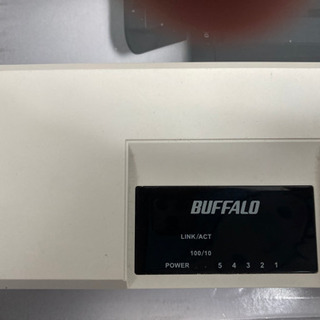 BUFFALO
LINK/ACT
100/10
POWER 5 4 3 2 1